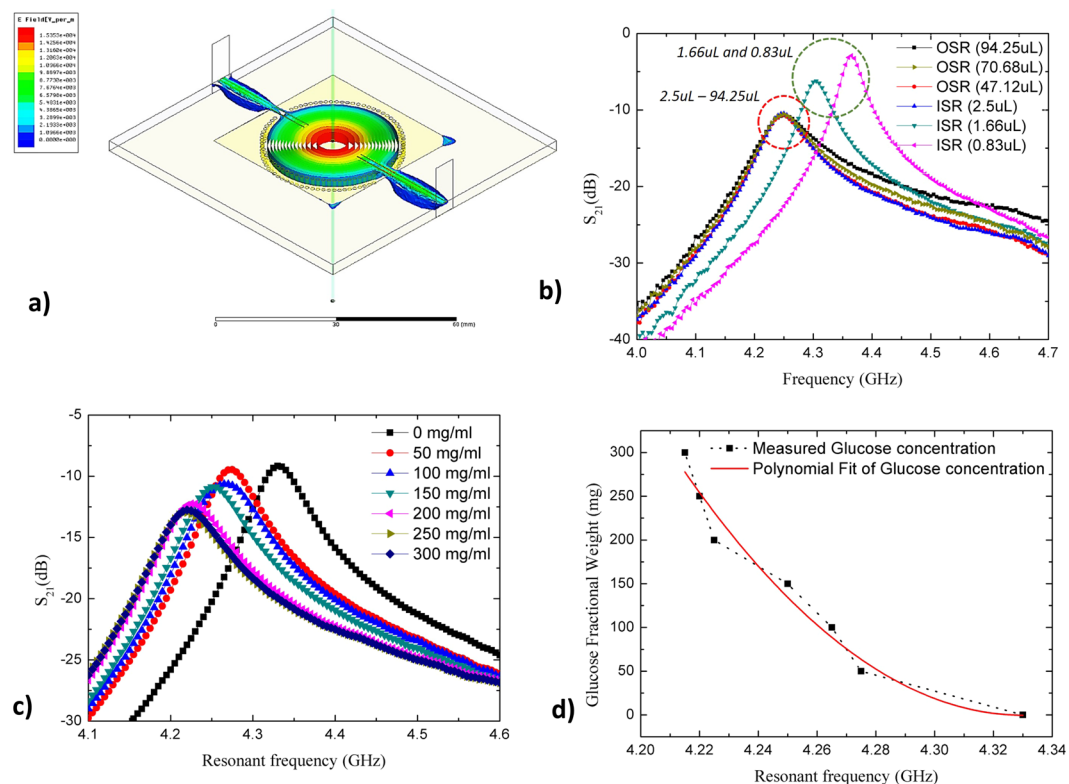 E Field[V_per_m
1.5355e+004
1.4256e+004
1.3160e+004
1.2063e+004
9.8897e+003
8.7730e+003
7.6764e+003
6.5798e+003
5.4831e+003
4.3865e+003
3.2899e+003
2.1933e+003
1.0966e+003
0.0000e+000
0
30
60 (mm)
a)
1.66uL and 0.83uL
2.5uL – 94.25uL
OSR (94.25uL)
OSR (70.68uL)
OSR (47.12uL)
ISR (2.5uL)
ISR (1.66uL)
ISR (0.83uL)
0
-10
-20
-30
-40
S21(dB)
4.0 4.1 4.2 4.3 4.4 4.5 4.6 4.7
Frequency (GHz)
b)
-5
-10
-15
-20
-25
-30
S21(dB)
0 mg/ml
50 mg/ml
100 mg/ml
150 mg/ml
200 mg/ml
250 mg/ml
300 mg/ml
4.1 4.2 4.3 4.4 4.5 4.6
Resonant frequency (GHz)
c)
Measured Glucose concentration
Polynomial Fit of Glucose concentration
300
250
200
150
100
50
0
Glucose Fractional Weight (mg)
4.20 4.22 4.24 4.26 4.28 4.30 4.32 4.34
Resonant frequency (GHz)
d)